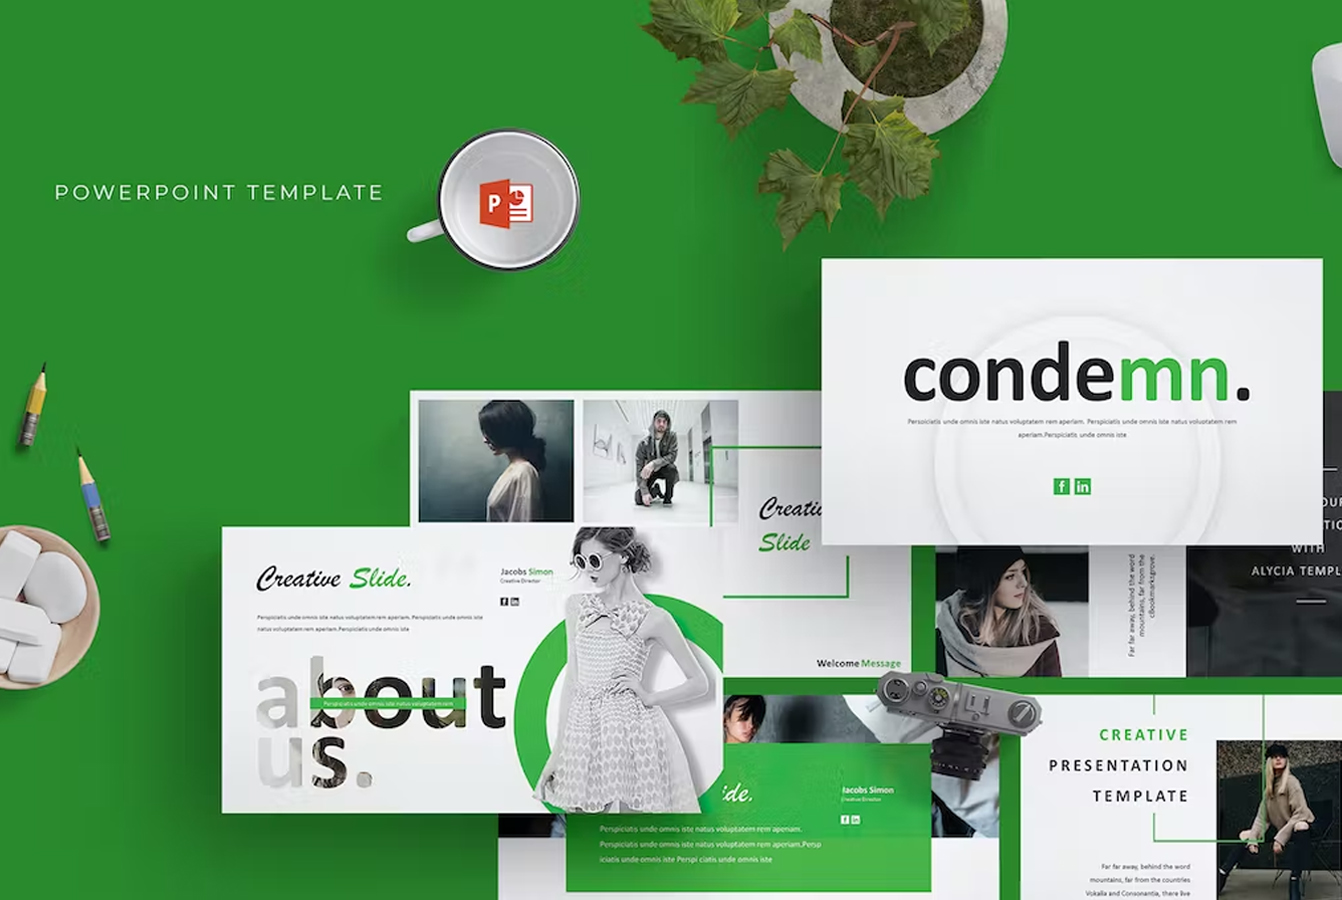 POWERPOINT TEMPLATE
P
condemn.
Perspiciatis unde omnis iste natus voluptatem rem aperiam. Perspiciatis unde omnis iste natus voluptatem rem
aperiam.Perspiciatis unde omnis iste
f in
Creative
Slide
Welcome Message
Creative Slide.
Jacobs Simon
Creative Director
f in
Perspiciatis unde omnis iste natus voluptatem rem aperiam. Perspiciatis unde omnis iste
natus voluptatem rem aperiam.Perspiciatis unde omnis iste
about
Perspiciatis unde omnis iste natus voluptatem rem
us.
Far far away, behind the word
mountains, far from the
WITH
ALYCIA TEMPL
ide.
Jacobs Simon
Creative Director
f in
Perspiciatis unde omnis iste natus voluptatem rem aperiam.
Perspiciatis unde omnis iste natus voluptatem rem aperiam.Persp
iciatis unde omnis iste Perspi ciatis unde omnis iste
CREATIVE
PRESENTATION
TEMPLATE
Far far away, behind the word
mountains, far from the countries
Vokalia and Consonantia, there live